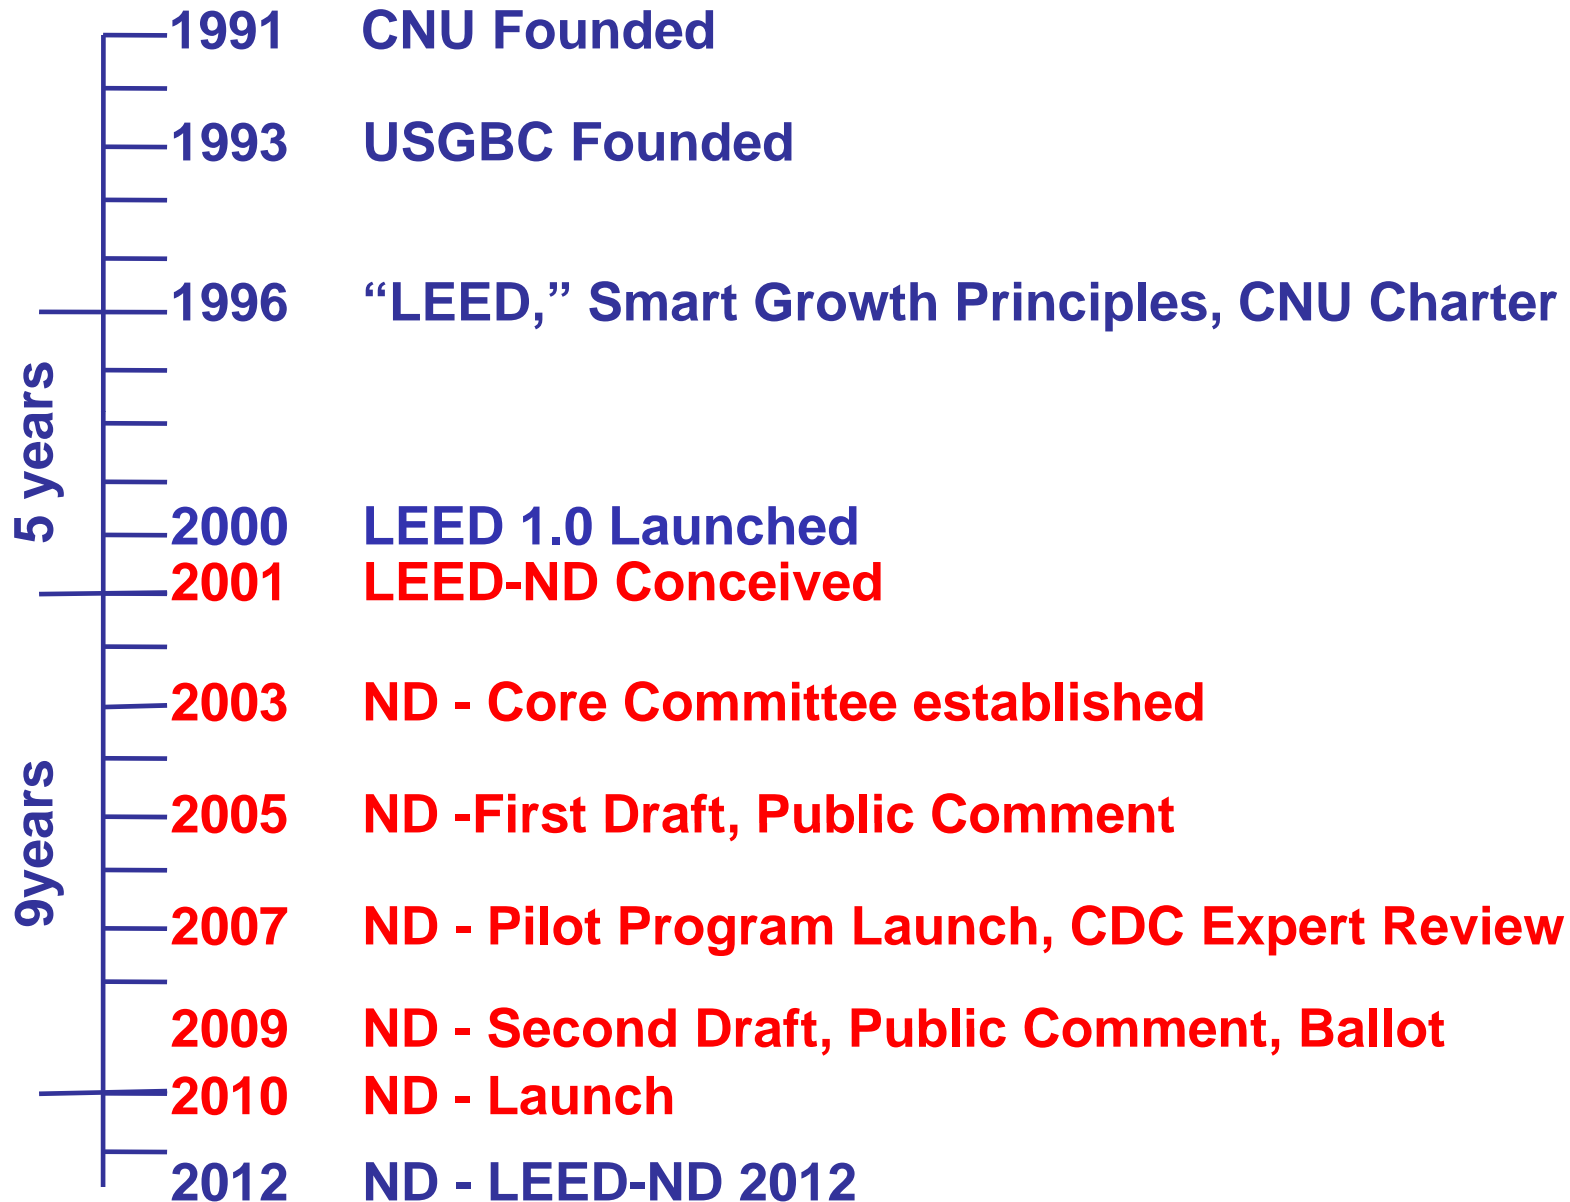 1991 CNU Founded
1993 USGBC Founded
1996 “LEED,” Smart Growth Principles, CNU Charter
5 years
2000 LEED 1.0 Launched
2001 LEED-ND Conceived
2003 ND - Core Committee established
2005 ND -First Draft, Public Comment
9years
2007 ND - Pilot Program Launch, CDC Expert Review
2009 ND - Second Draft, Public Comment, Ballot
2010 ND - Launch
2012 ND - LEED-ND 2012